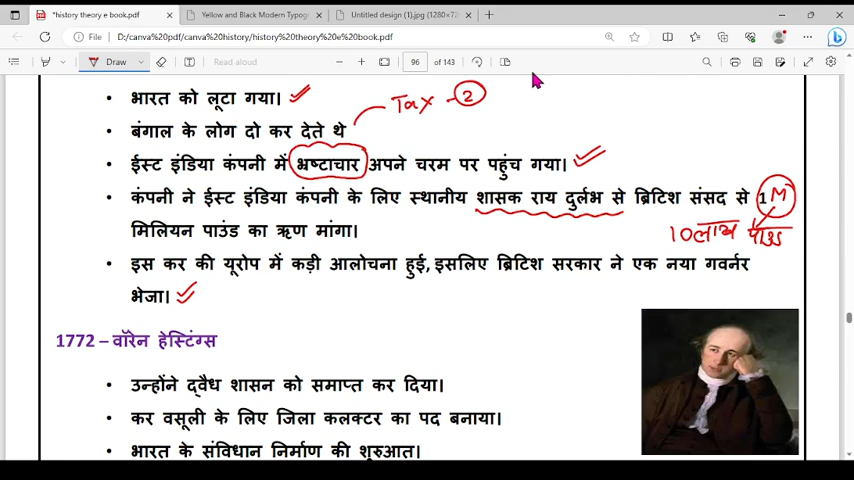 *history theory e book.pdf
Yellow and Black Modern Typogr
Untitled design (1).jpg (1280×72
File
D:/canva%20pdf/canva%20history/history%20theory%20e%20book.pdf
Draw
Read aloud
96 of 143
भारत को लूटा गया।
Tax - 2
बंगाल के लोग दो कर देते थे
ईस्ट इंडिया कंपनी में भ्रष्टाचार अपने चरम पर पहुंच गया।
कंपनी ने ईस्ट इंडिया कंपनी के लिए स्थानीय शासक राय दुर्लभ से ब्रिटिश संसद से 1 M
मिलियन पाउंड का ऋण मांगा।
10लाख पाउंड
इस कर की यूरोप में कड़ी आलोचना हुई, इसलिए ब्रिटिश सरकार ने एक नया गवर्नर
भेजा।
1772 – वॉरेन हेस्टिंग्स
उन्होंने द्वैध शासन को समाप्त कर दिया।
कर वसूली के लिए जिला कलक्टर का पद बनाया।
भारत के संविधान निर्माण की शुरुआत।